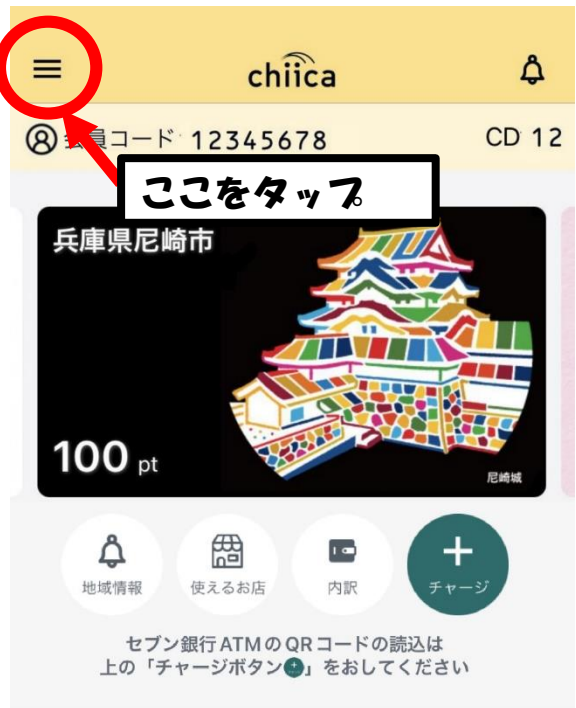 chiica
員コード 12345678 CD 12
ここをタップ
兵庫県尼崎市
100 pt
尼崎城
地域情報 使えるお店 内訳 チャージ
セブン銀行ATMのQRコードの読込は
上の「チャージボタン」をおしてください